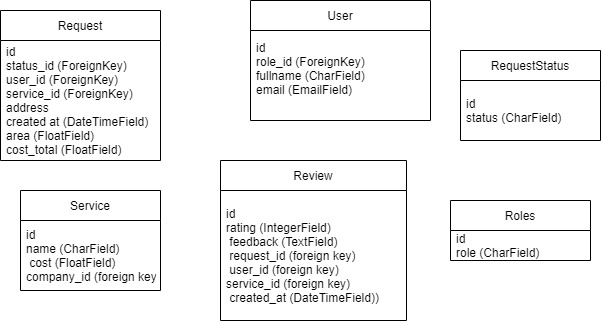 Request
id
status_id (ForeignKey)
user_id (ForeignKey)
service_id (ForeignKey)
address
created at (DateTimeField)
area (FloatField)
cost_total (FloatField)
User
id
role_id (ForeignKey)
fullname (CharField)
email (EmailField)
RequestStatus
id
status (CharField)
Service
id
name (CharField)
cost (FloatField)
company_id (foreign key
Review
id
rating (IntegerField)
feedback (TextField)
request_id (foreign key)
user_id (foreign key)
service_id (foreign key)
created_at (DateTimeField))
Roles
id
role (CharField)